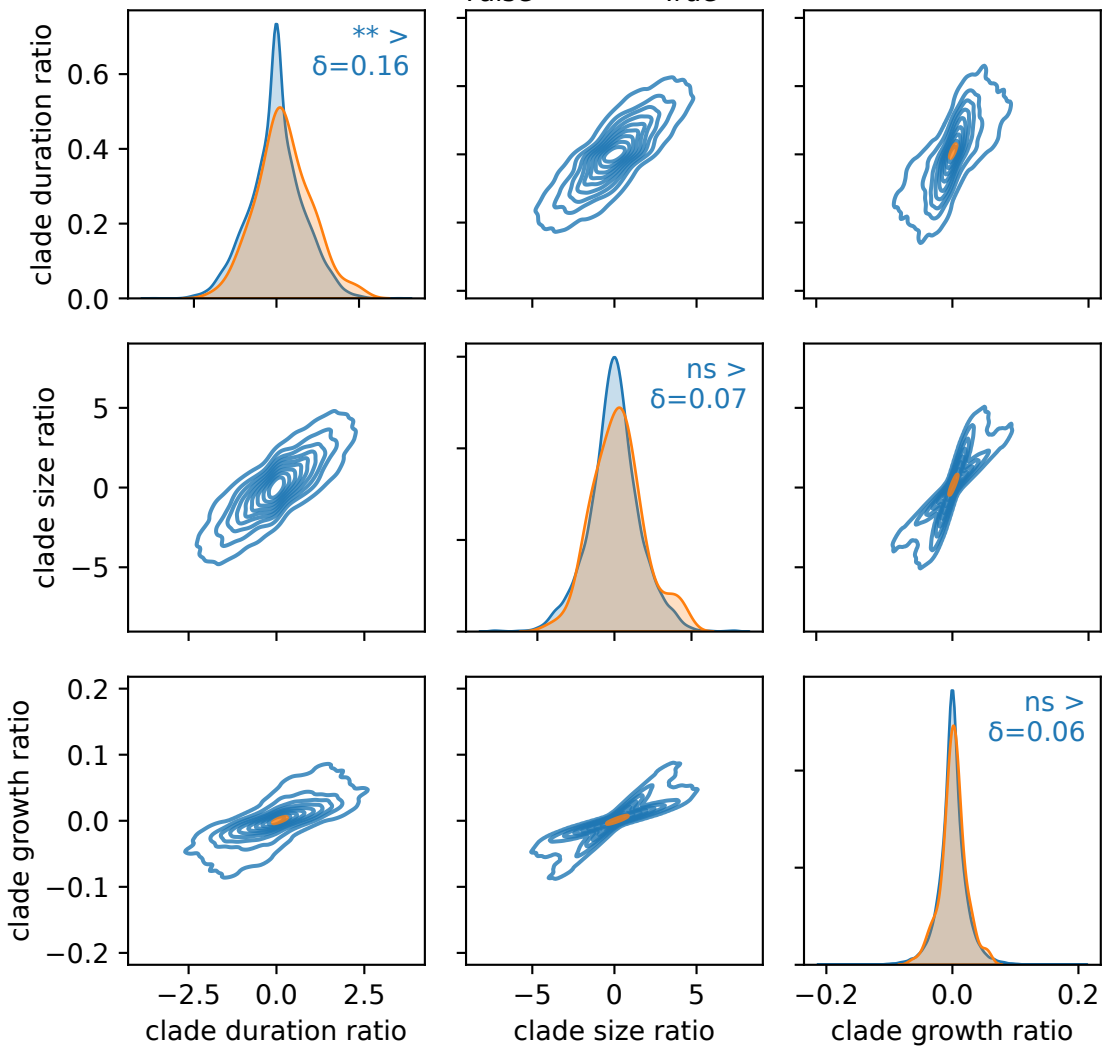 ** >
δ=0.16
clade duration ratio
0.6
0.4
0.2
0.0
ns >
δ=0.07
clade size ratio
5
0
−5
ns >
δ=0.06
clade growth ratio
0.2
0.1
0.0
−0.1
−0.2
−2.5 0.0 2.5
−5 0 5
−0.2 0.0 0.2
clade duration ratio
clade size ratio
clade growth ratio